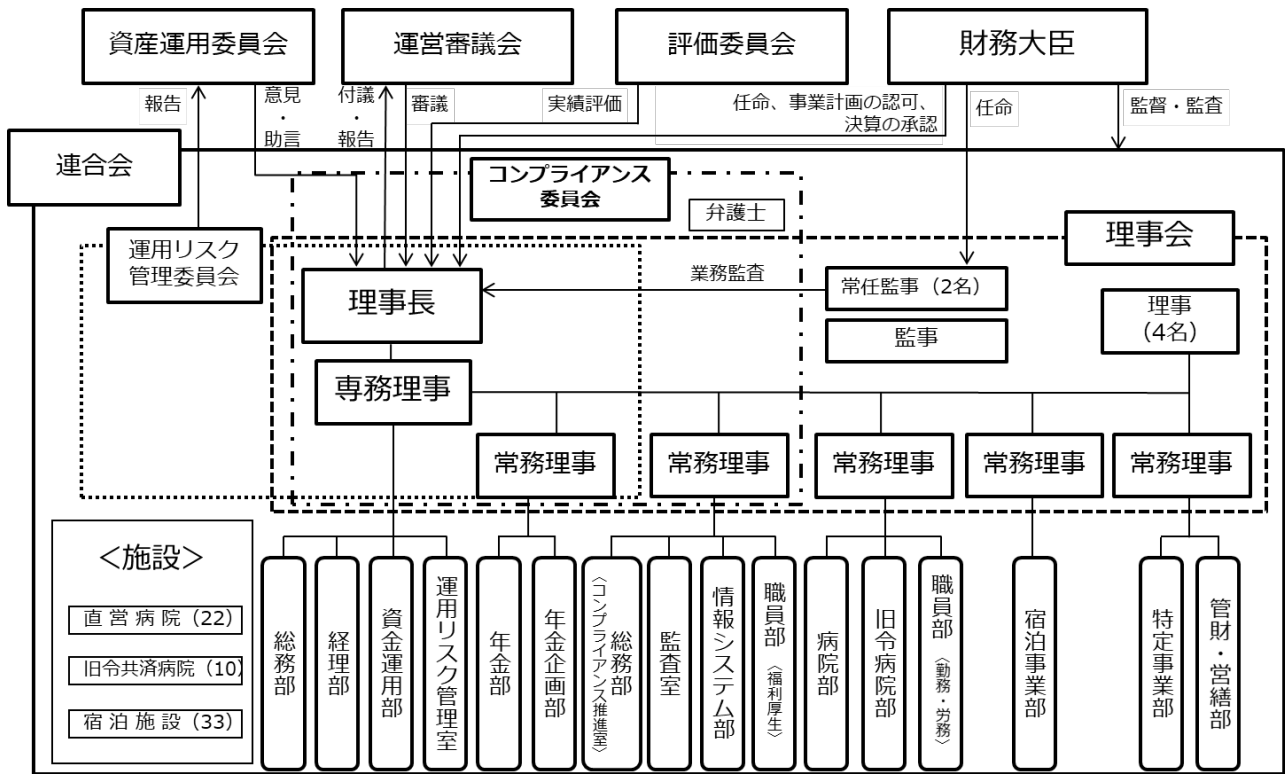 資産運用委員会
運営審議会
評価委員会
財務大臣
報告
意見
・
助言
付議
・
報告
審議
実績評価
任命、事業計画の認可、
決算の承認
任命
監督・監査
連合会
コンプライアンス
委員会
弁護士
理事会
運用リスク
管理委員会
理事長
業務監査
常任監事（2名）
監事
理事
（4名）
専務理事
常務理事
常務理事
常務理事
常務理事
常務理事
＜施設＞
直営病院（22）
旧令共済病院（10）
宿泊施設（33）
総務部
経理部
資金運用部
運用リスク管理室
年金部
年金企画部
総務部
〈コンプライアンス推進室〉
監査室
情報システム部
職員部〈福利厚生〉
病院部
旧令病院部
職員部〈勤務・労務〉
宿泊事業部
特定事業部
管財・営繕部